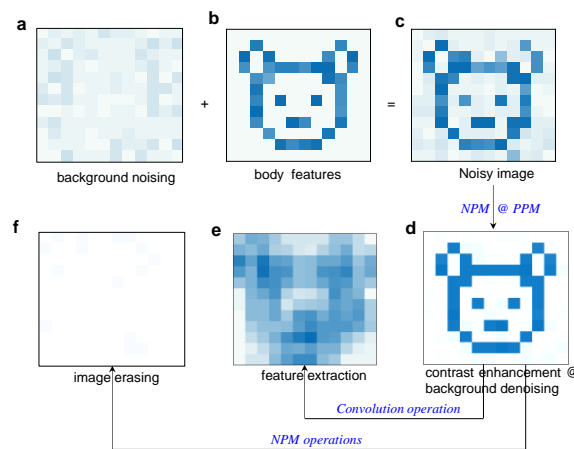 a
b
c
+
=
background noising
body features
Noisy image
NPM @ PPM
f
e
d
image erasing
feature extraction
contrast enhancement @
background denoising
Convolution operation
NPM operations